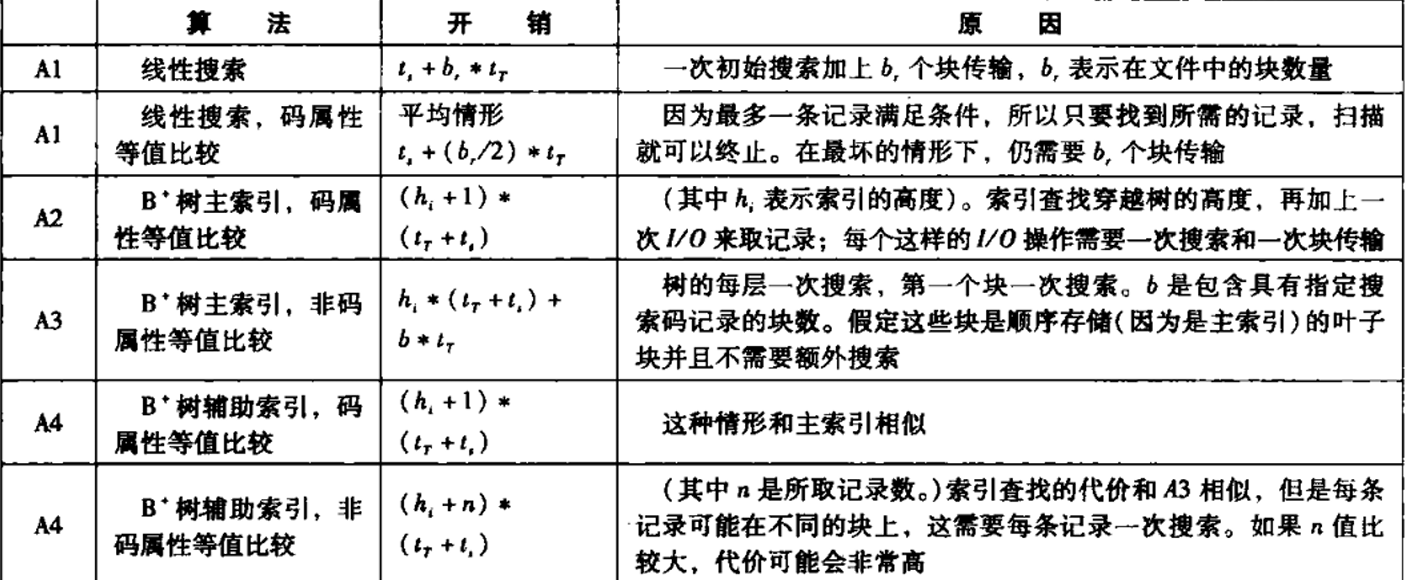 算 法 开 销 原 因
A1 线性搜索 t_s + b_r * t_T 一次初始搜索加上 b_r 个块传输，b_r 表示在文件中的块数量
A1 线性搜索，码属性等值比较 平均情形 t_s + (b_r/2) * t_T 因为最多一条记录满足条件，所以只要找到所需的记录，扫描
就可以终止。在最坏的情形下，仍需要 b_r 个块传输
A2 B⁺树主索引，码属性等值比较 (h_i + 1) * (t_T + t_s) (其中 h_i 表示索引的高度)。索引查找穿越树的高度，再加上一
次 I/O 来取记录；每个这样的 I/O 操作需要一次搜索和一次块传输
A3 B⁺树主索引，非码属性等值比较 h_i * (t_T + t_s) + b * t_T 树的每层一次搜索，第一个块一次搜索。b 是包含具有指定搜
索码记录的块数。假定这些块是顺序存储(因为是主索引)的叶子
块并且不需要额外搜索
A4 B⁺树辅助索引，码属性等值比较 (h_i + 1) * (t_T + t_s) 这种情形和主索引相似
A4 B⁺树辅助索引，非码属性等值比较 (h_i + n) * (t_T + t_s) (其中 n 是所取记录数。)索引查找的代价和 A3 相似，但是每条
记录可能在不同的块上，这需要每条记录一次搜索。如果 n 值比
较大，代价可能会非常高